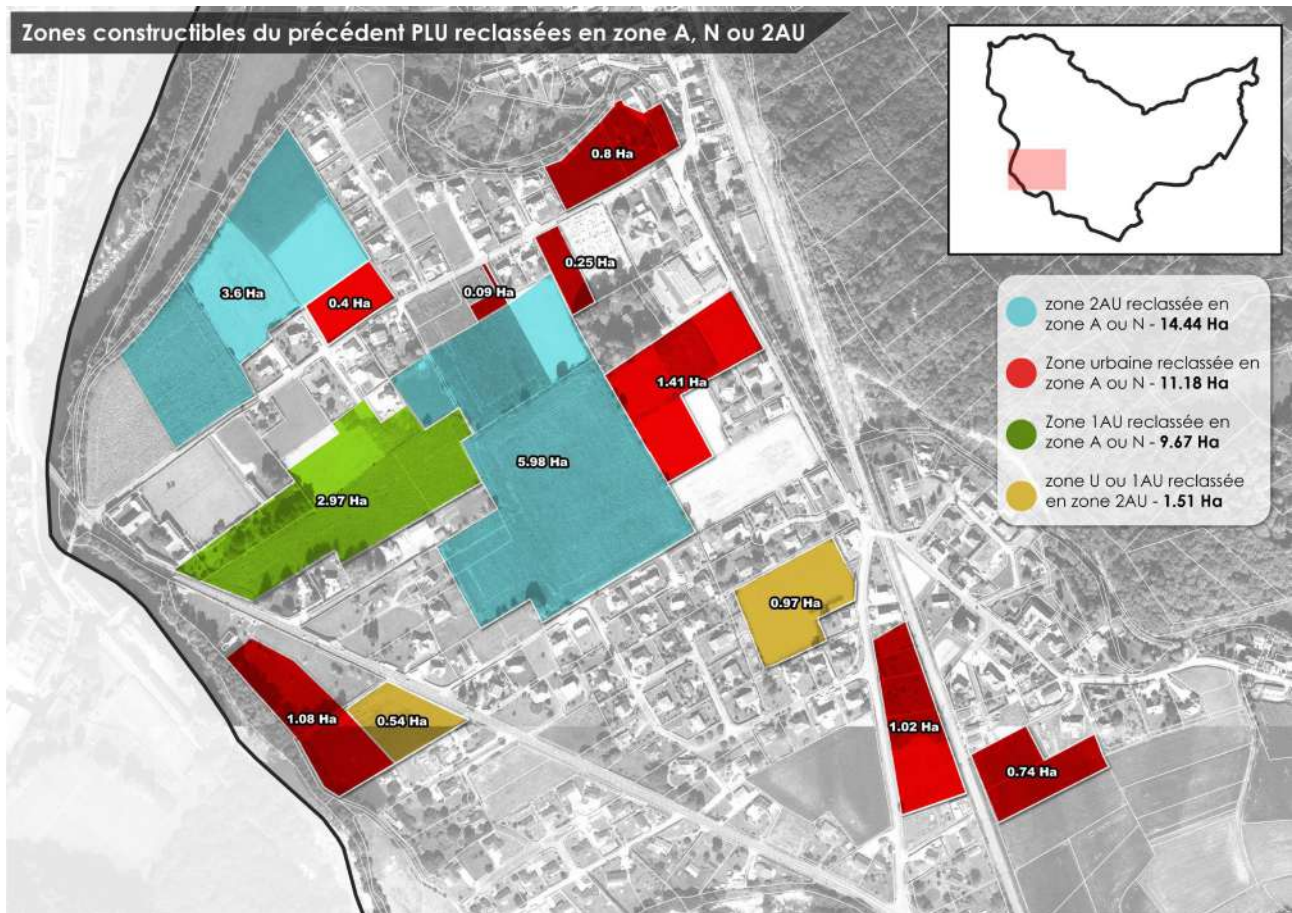 Zones constructibles du précédent PLU reclassées en zone A, N ou 2AU
0.8 Ha
0.25 Ha
3.6 Ha
0.09 Ha
0.4 Ha
1.41 Ha
5.98 Ha
2.97 Ha
0.97 Ha
1.08 Ha
0.54 Ha
1.02 Ha
0.74 Ha
zone 2AU reclassée en
zone A ou N - 14.44 Ha
Zone urbaine reclassée en
zone A ou N - 11.18 Ha
Zone 1AU reclassée en
zone A ou N - 9.67 Ha
zone U ou 1AU reclassée
en zone 2AU - 1.51 Ha